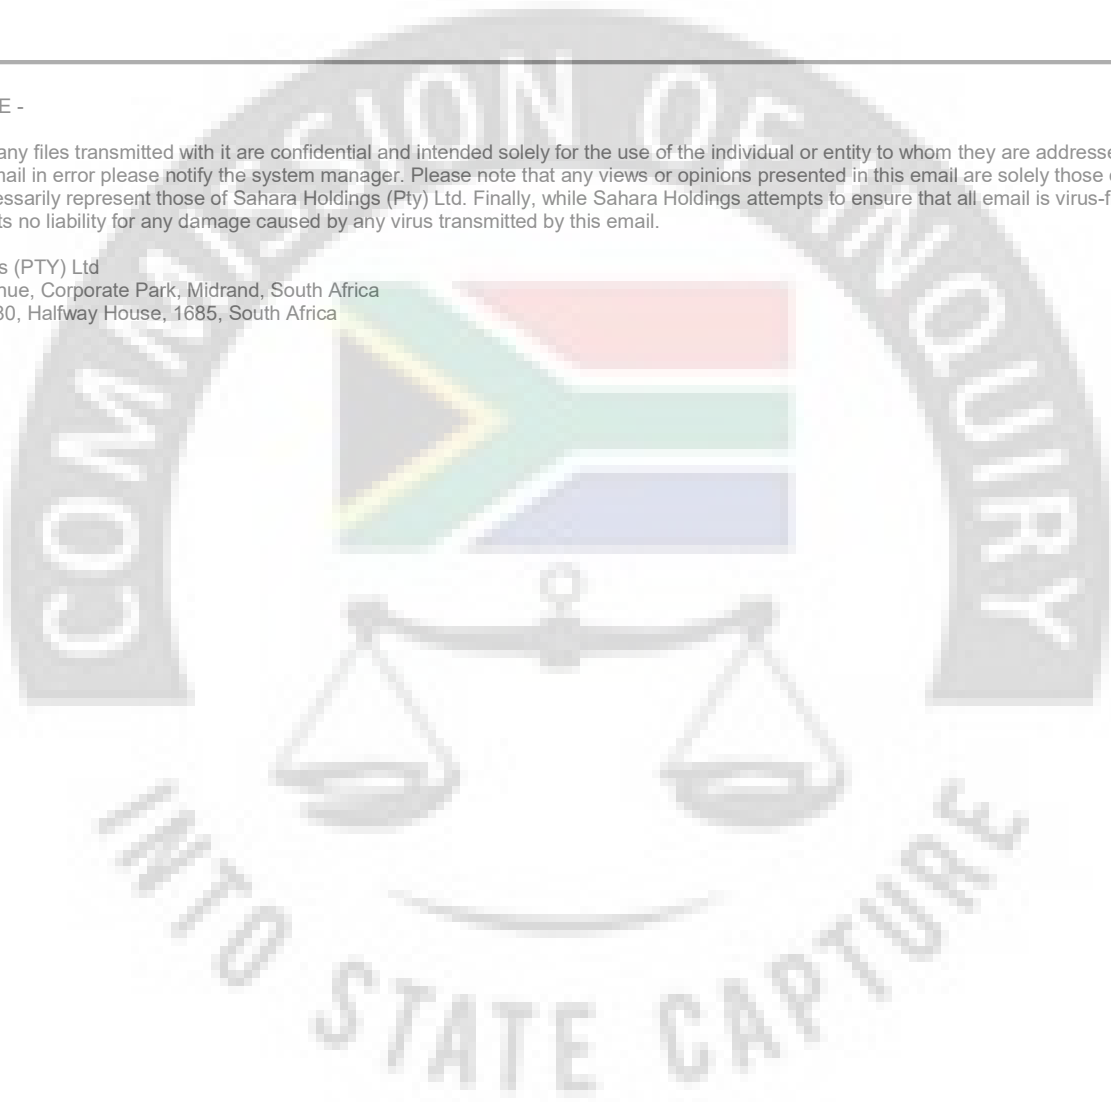 E -
any files transmitted with it are confidential and intended solely for the use of the individual or entity to whom they are addresse
nail in error please notify the system manager. Please note that any views or opinions presented in this email are solely those
essarily represent those of Sahara Holdings (Pty) Ltd. Finally, while Sahara Holdings attempts to ensure that all email is virus-f
ts no liability for any damage caused by any virus transmitted by this email.
s (PTY) Ltd
nue, Corporate Park, Midrand, South Africa
80, Halfway House, 1685, South Africa
COMMISSION OF INQUIRY
INTO STATE CAPTURE